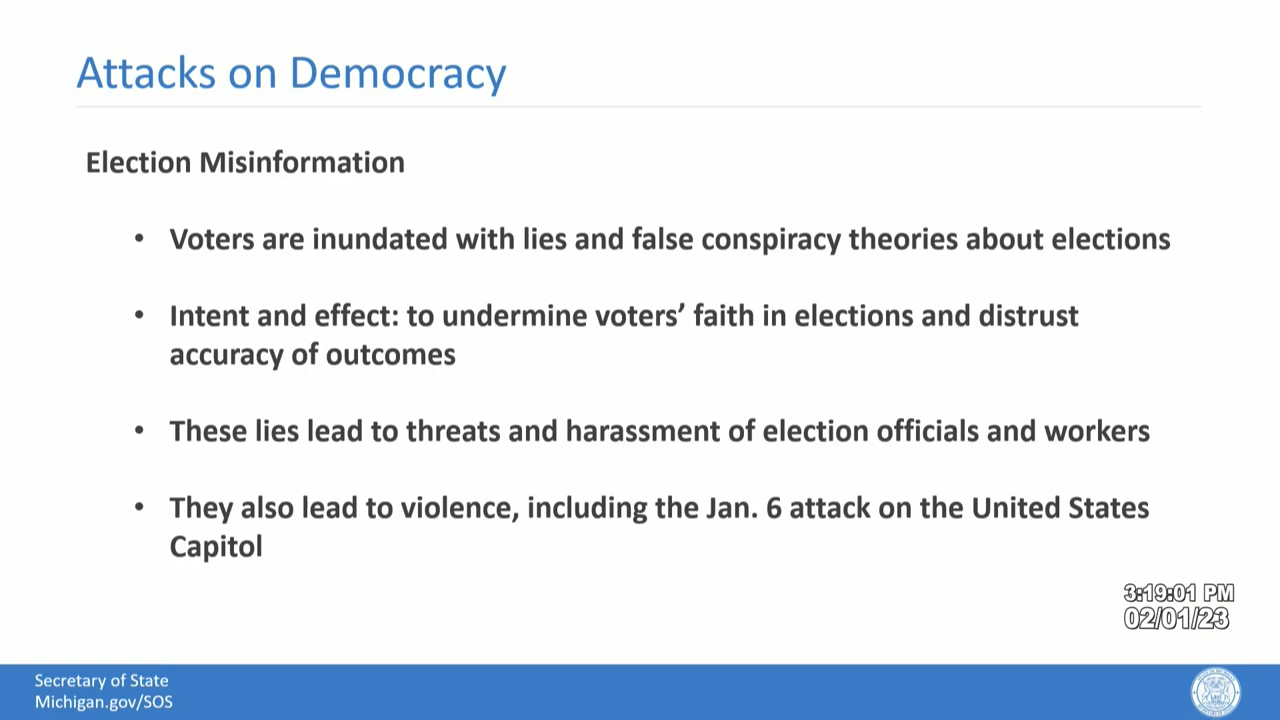 Attacks on Democracy
Election Misinformation
• Voters are inundated with lies and false conspiracy theories about elections
• Intent and effect: to undermine voters’ faith in elections and distrust
accuracy of outcomes
• These lies lead to threats and harassment of election officials and workers
• They also lead to violence, including the Jan. 6 attack on the United States
Capitol
3:19:01 PM
02/01/23
Secretary of State
Michigan.gov/SOS